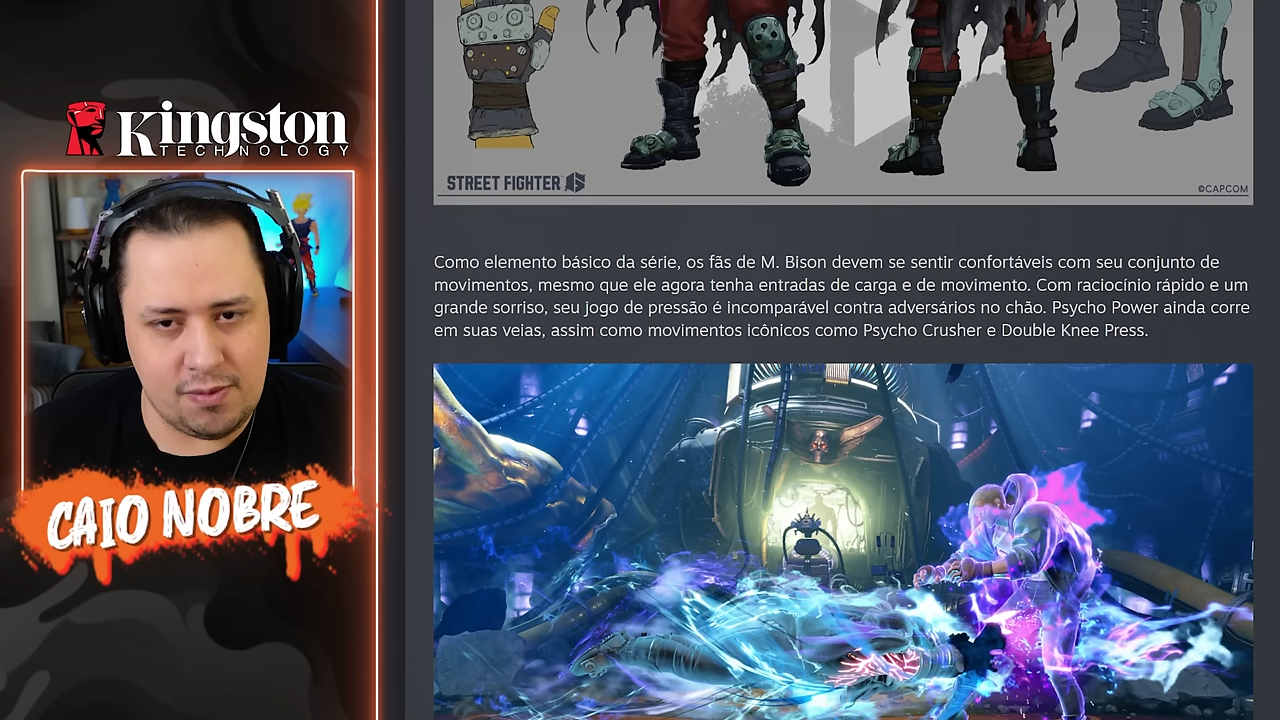 Kingston
TECHNOLOGY
CAIO NOBRE
STREET FIGHTER 6
©CAPCOM
Como elemento básico da série, os fãs de M. Bison devem se sentir confortáveis com seu conjunto de
movimentos, mesmo que ele agora tenha entradas de carga e de movimento. Com raciocínio rápido e um
grande sorriso, seu jogo de pressão é incomparável contra adversários no chão. Psycho Power ainda corre
em suas veias, assim como movimentos icônicos como Psycho Crusher e Double Knee Press.